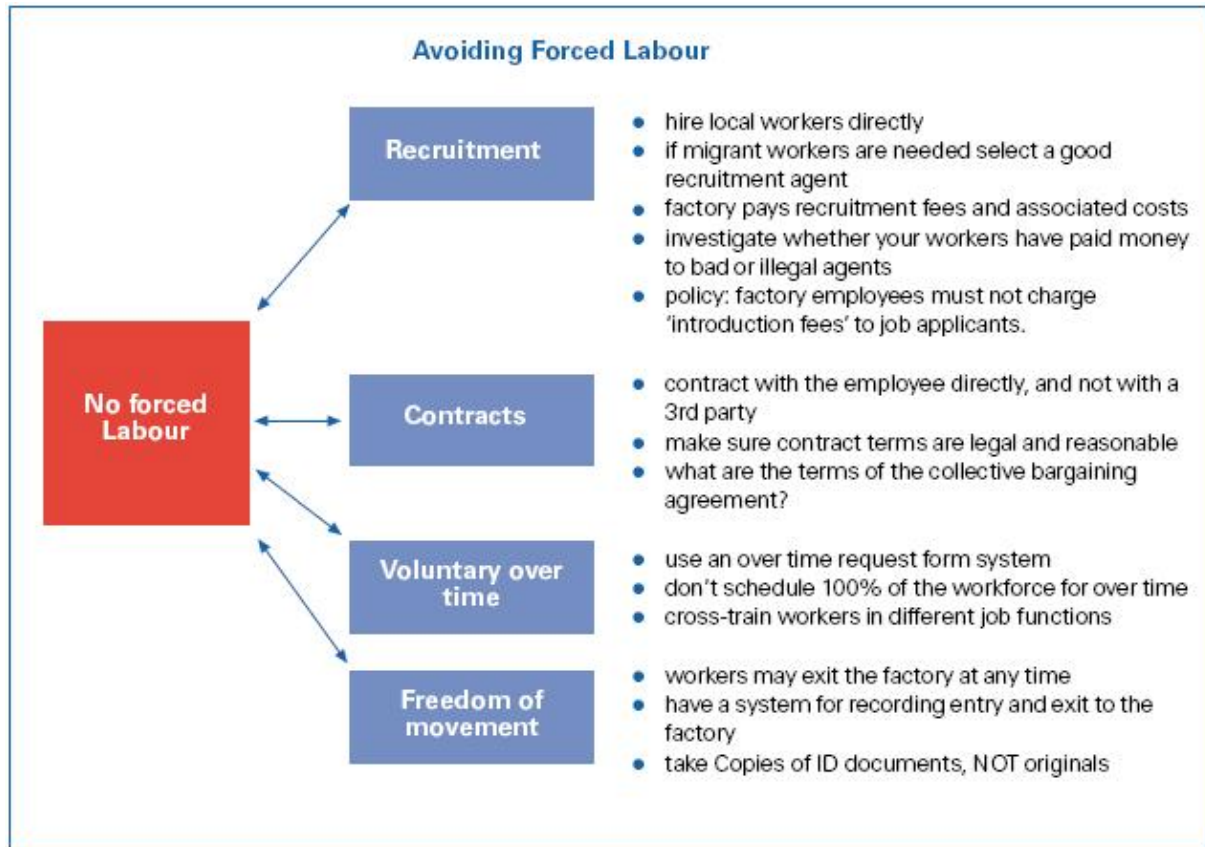 Avoiding Forced Labour
Recruitment
● hire local workers directly
● if migrant workers are needed select a good
recruitment agent
● factory pays recruitment fees and associated costs
● investigate whether your workers have paid money
to bad or illegal agents
● policy: factory employees must not charge
‘introduction fees’ to job applicants.
No forced
Labour
Contracts
● contract with the employee directly, and not with a
3rd party
● make sure contract terms are legal and reasonable
● what are the terms of the collective bargaining
agreement?
Voluntary over
time
● use an over time request form system
● don’t schedule 100% of the workforce for over time
● cross-train workers in different job functions
Freedom of
movement
● workers may exit the factory at any time
● have a system for recording entry and exit to the
factory
● take Copies of ID documents, NOT originals